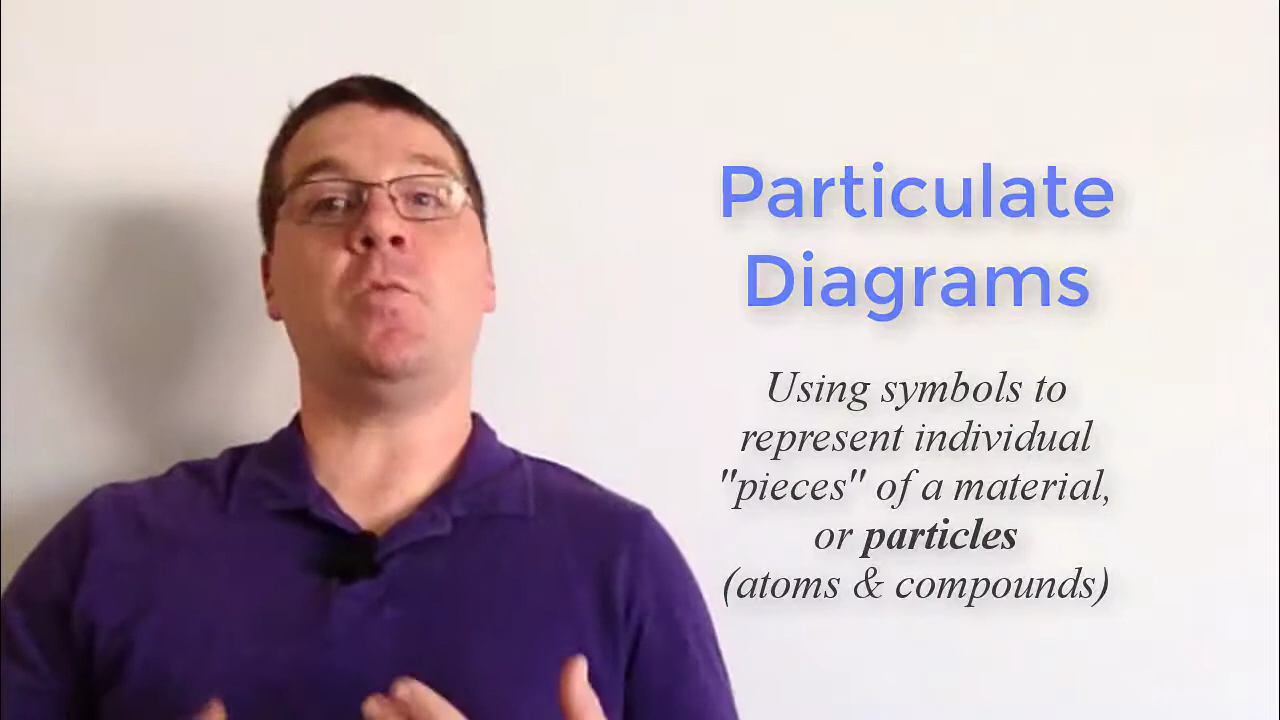 Particulate
Diagrams
Using symbols to
represent individual
"pieces" of a material,
or particles
(atoms & compounds)